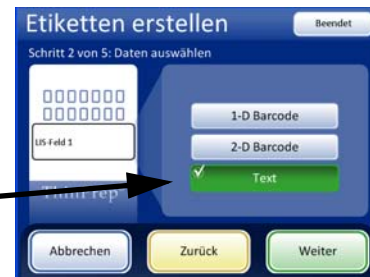 Etiketten erstellen
Beendet
Schritt 2 von 5: Daten auswählen
LIS-Feld 1
1-D Barcode
2-D Barcode
Text
Abbrechen
Zurück
Weiter